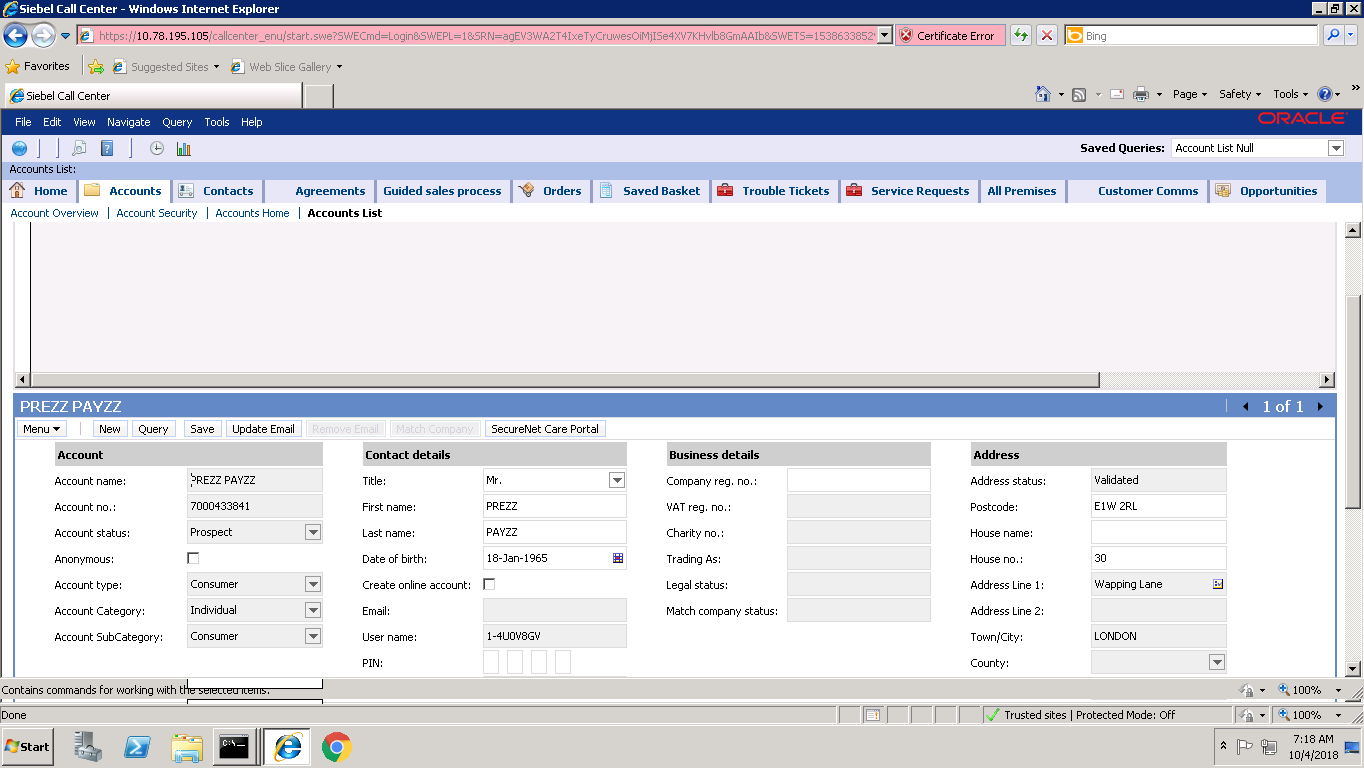 Siebel Call Center - Windows Internet Explorer
https://10.78.195.105/callcenter_enu/start.swe?SWECmd=Login&SWEPL=1&SRN=agEV3WA2T4IxeTyCruwesOiMjISe4XV7KHvlb8GmAAIb&SWETS=153863385 Certificate Error Bing
Favorites Suggested Sites Web Slice Gallery
Siebel Call Center Page Safety Tools »
File Edit View Navigate Query Tools Help ORACLE
Saved Queries: Account List Null
Accounts List:
Home Accounts Contacts Agreements Guided sales process Orders Saved Basket Trouble Tickets Service Requests All Premises Customer Comms Opportunities
Account Overview | Account Security | Accounts Home | Accounts List
PREZZ PAYZZ 1 of 1
Menu New Query Save Update Email Remove Email Match Company SecureNet Care Portal
Account Contact details Business details Address
Account name: PREZZ PAYZZ Title: Mr. Company reg. no.: Address status: Validated
Account no.: 7000433841 First name: PREZZ VAT reg. no.: Postcode: E1W 2RL
Account status: Prospect Last name: PAYZZ Charity no.: House name:
Anonymous: Date of birth: 18-Jan-1965 Trading As: House no.: 30
Account type: Consumer Create online account: Legal status: Address Line 1: Wapping Lane
Account Category: Individual Email: Match company status: Address Line 2:
Account SubCategory: Consumer User name: 1-4U0V8GV Town/City: LONDON
PIN: County:
Contains commands for working with the selected items. 100%
Done Trusted sites | Protected Mode: Off 100%
Start C:\. 7:18 AM
10/4/2018